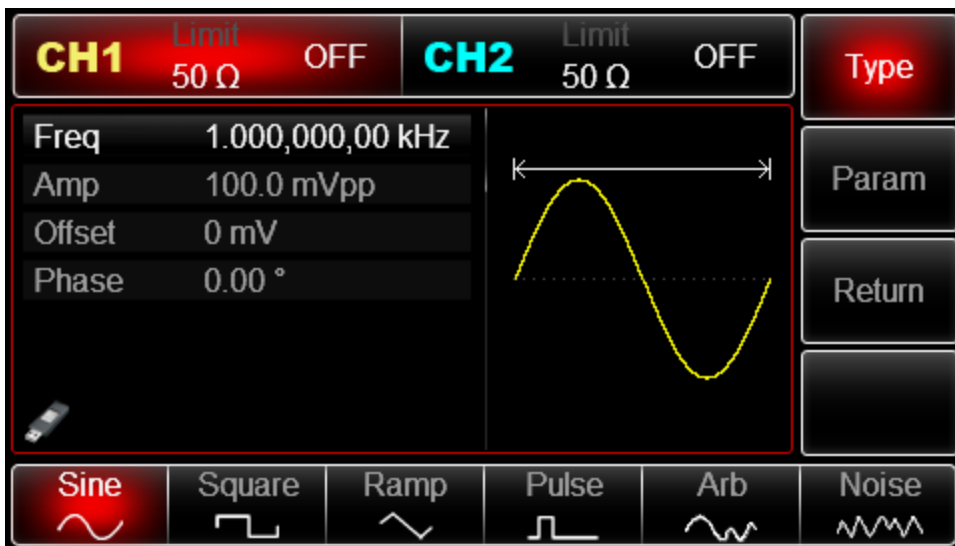 CH1 Limit 50 Ω OFF
CH2 Limit 50 Ω OFF
Type
Freq 1.000,000,00 kHz
Amp 100.0 mVpp
Offset 0 mV
Phase 0.00 °
Param
Return
Sine Square Ramp Pulse Arb Noise